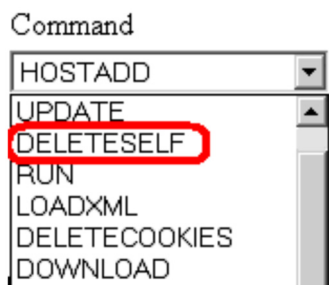 Command
HOSTADD
UPDATE
DELETESELF
RUN
LOADXML
DELETECOOKIES
DOWNLOAD